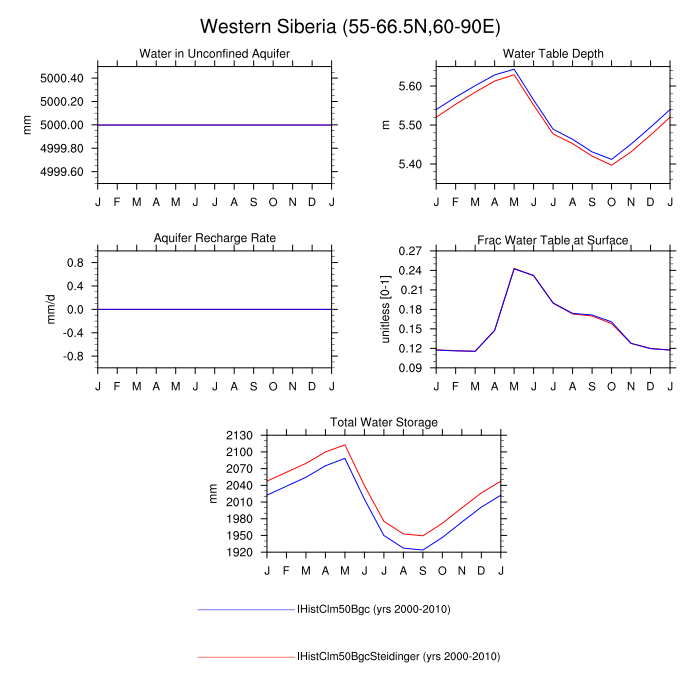 Western Siberia (55-66.5N,60-90E)
Water in Unconfined Aquifer
5000.40
5000.20
5000.00
4999.80
4999.60
mm
J F M A M J J A S O N D J
Water Table Depth
5.60
5.50
5.40
m
J F M A M J J A S O N D J
Aquifer Recharge Rate
0.8
0.4
0.0
-0.4
-0.8
mm/d
J F M A M J J A S O N D J
Frac Water Table at Surface
0.27
0.24
0.21
0.18
0.15
0.12
0.09
unitless [0-1]
J F M A M J J A S O N D J
Total Water Storage
2130
2100
2070
2040
2010
1980
1950
1920
mm
J F M A M J J A S O N D J
IHistClm50Bgc (yrs 2000-2010)
IHistClm50BgcSteidinger (yrs 2000-2010)